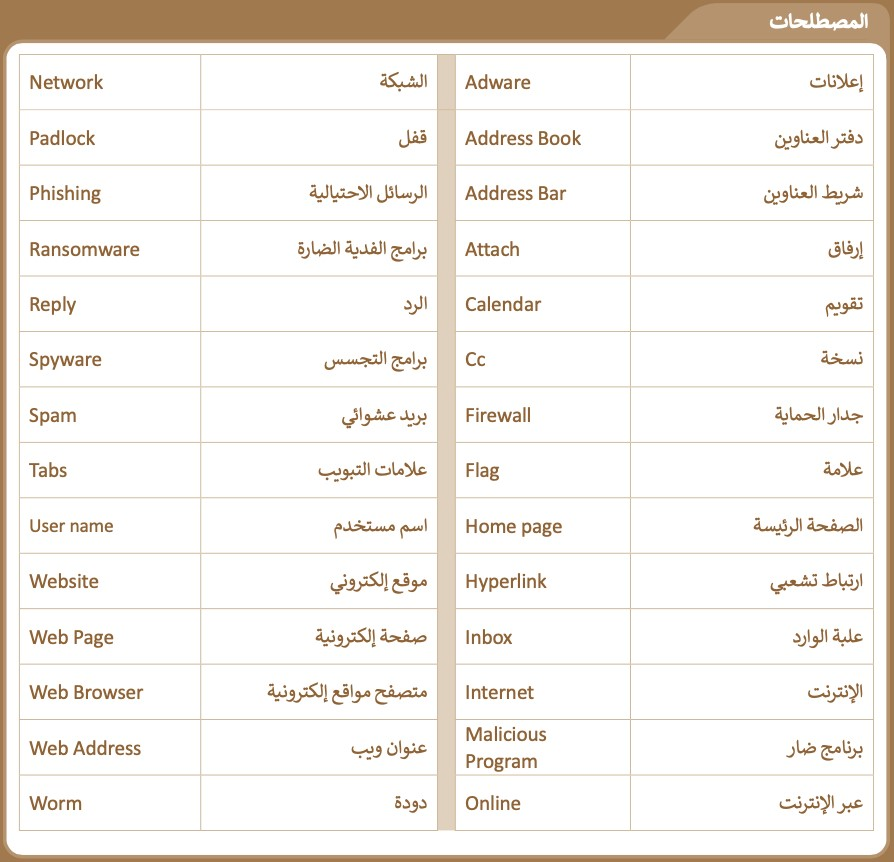 المصطلحات
إعلانات Adware
دفتر العناوين Address Book
شريط العناوين Address Bar
إرفاق Attach
تقويم Calendar
نسخة Cc
جدار الحماية Firewall
علامة Flag
الصفحة الرئيسة Home page
ارتباط تشعبي Hyperlink
علبة الوارد Inbox
الإنترنت Internet
برنامج ضار Malicious
Program
عبر الإنترنت Online
الشبكة Network
قفل Padlock
الرسائل الاحتيالية Phishing
برامج الفدية الضارة Ransomware
الرد Reply
برامج التجسس Spyware
بريد عشوائي Spam
علامات التبويب Tabs
اسم مستخدم User name
موقع إلكتروني Website
صفحة إلكترونية Web Page
متصفح مواقع إلكترونية Web Browser
عنوان ويب Web Address
دودة Worm